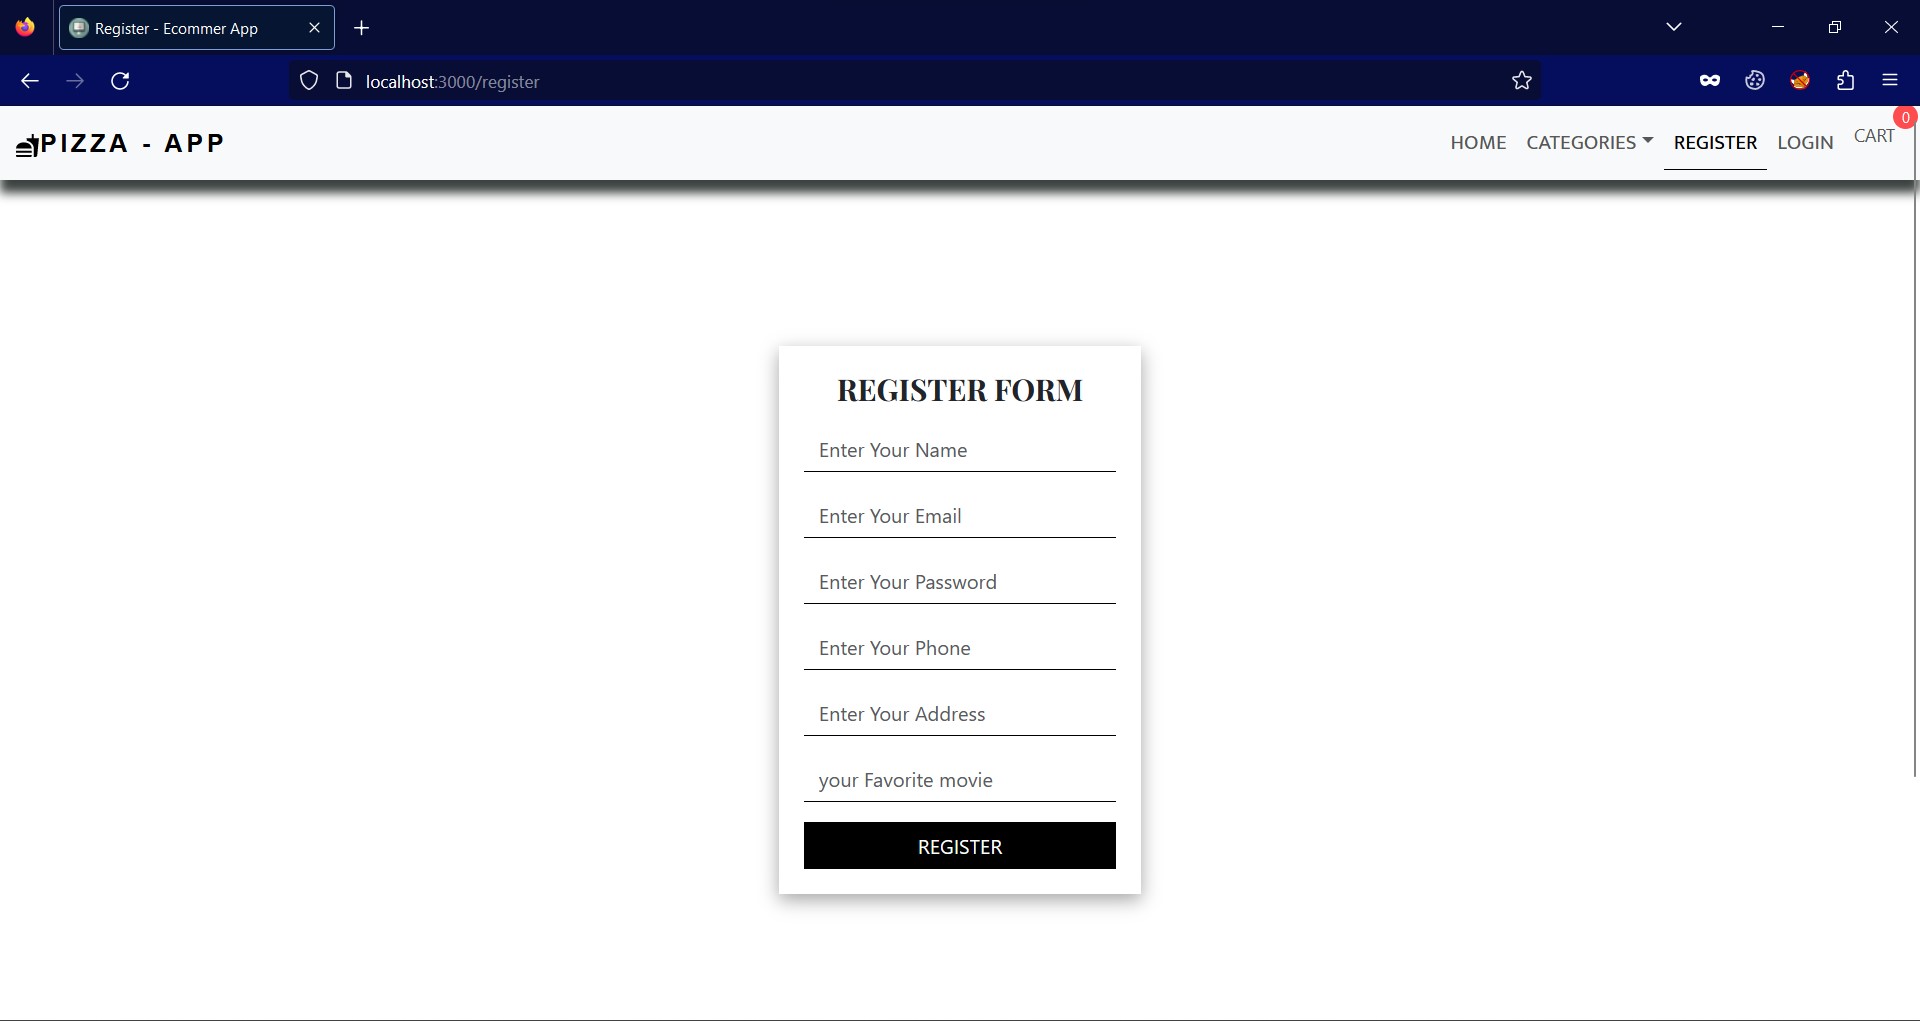 Register - Ecommer App
localhost:3000/register
PIZZA - APP
HOME CATEGORIES REGISTER LOGIN CART 0
REGISTER FORM
Enter Your Name
Enter Your Email
Enter Your Password
Enter Your Phone
Enter Your Address
your Favorite movie
REGISTER